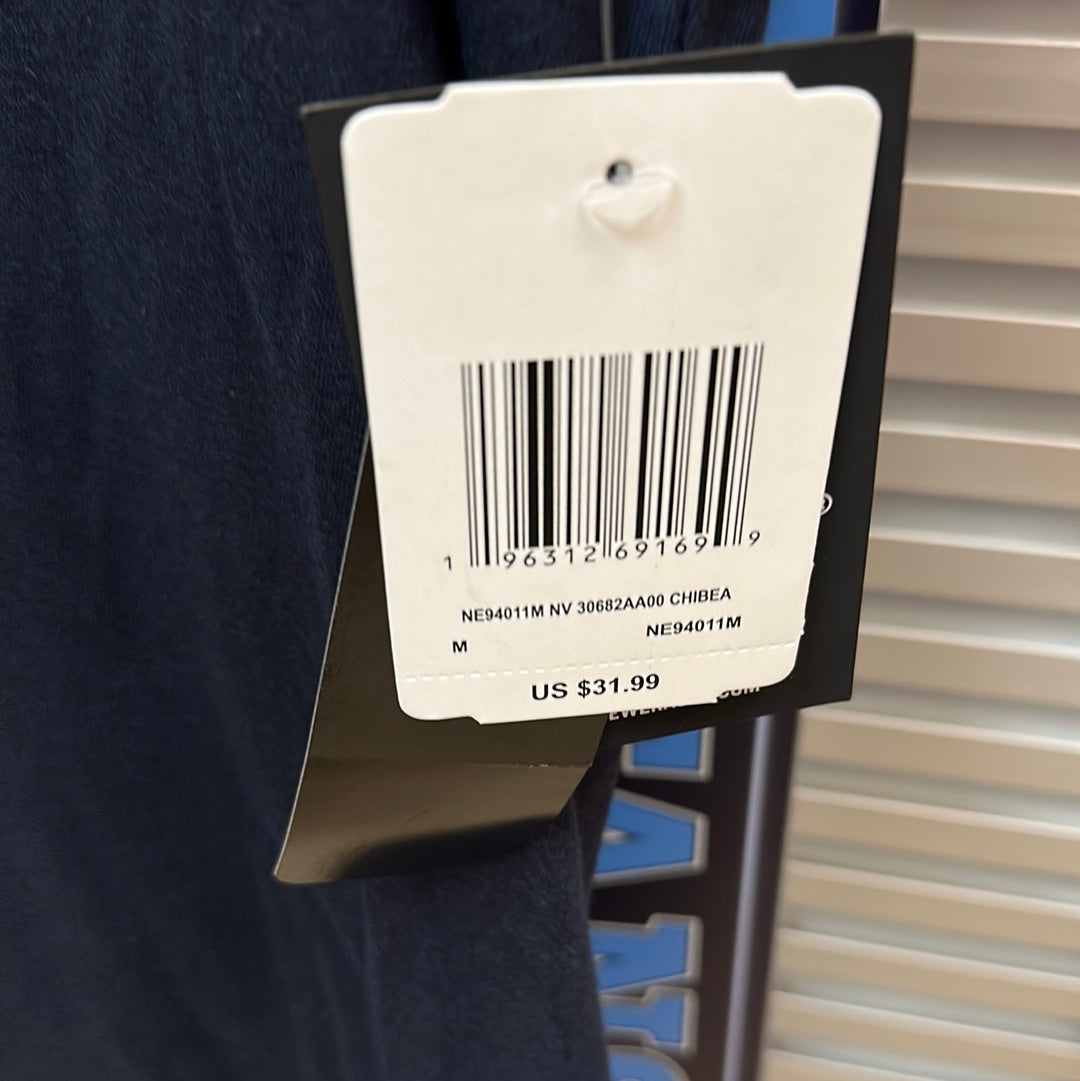 1 96312 69169 9
NE94011M NV 30682AA00 CHIBEA
M NE94011M
US $31.99